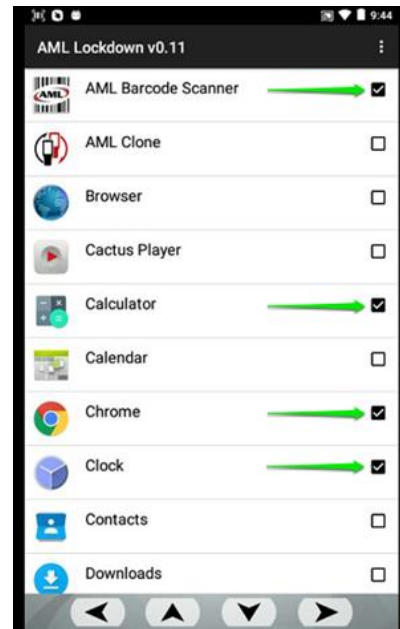 9:44
AML Lockdown v0.11
AML
AML Barcode Scanner
AML Clone
Browser
Cactus Player
Calculator
Calendar
Chrome
Clock
Contacts
Downloads